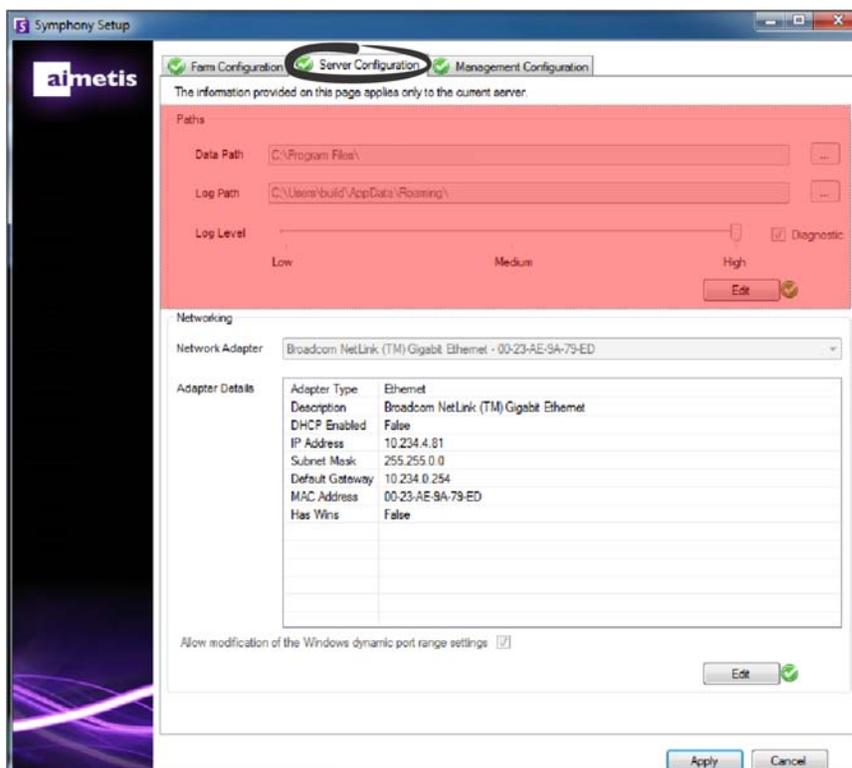 Symphony Setup
aimetis
Farm Configuration
Server Configuration
Management Configuration
The information provided on this page applies only to the current server.
Paths
Data Path
C:\Program Files\
...
Log Path
C:\Users\build\AppData\Roaming\
...
Log Level
Diagnostic
Low
Medium
High
Edit
Networking
Network Adapter
Broadcom NetLink (TM) Gigabit Ethernet - 00-23-AE-9A-79-ED
Adapter Details
Adapter Type Ethernet
Description Broadcom NetLink (TM) Gigabit Ethernet
DHCP Enabled False
IP Address 10.234.4.81
Subnet Mask 255.255.0.0
Default Gateway 10.234.0.254
MAC Address 00-23-AE-9A-79-ED
Has Wins False
Allow modification of the Windows dynamic port range settings
Edit
Apply
Cancel